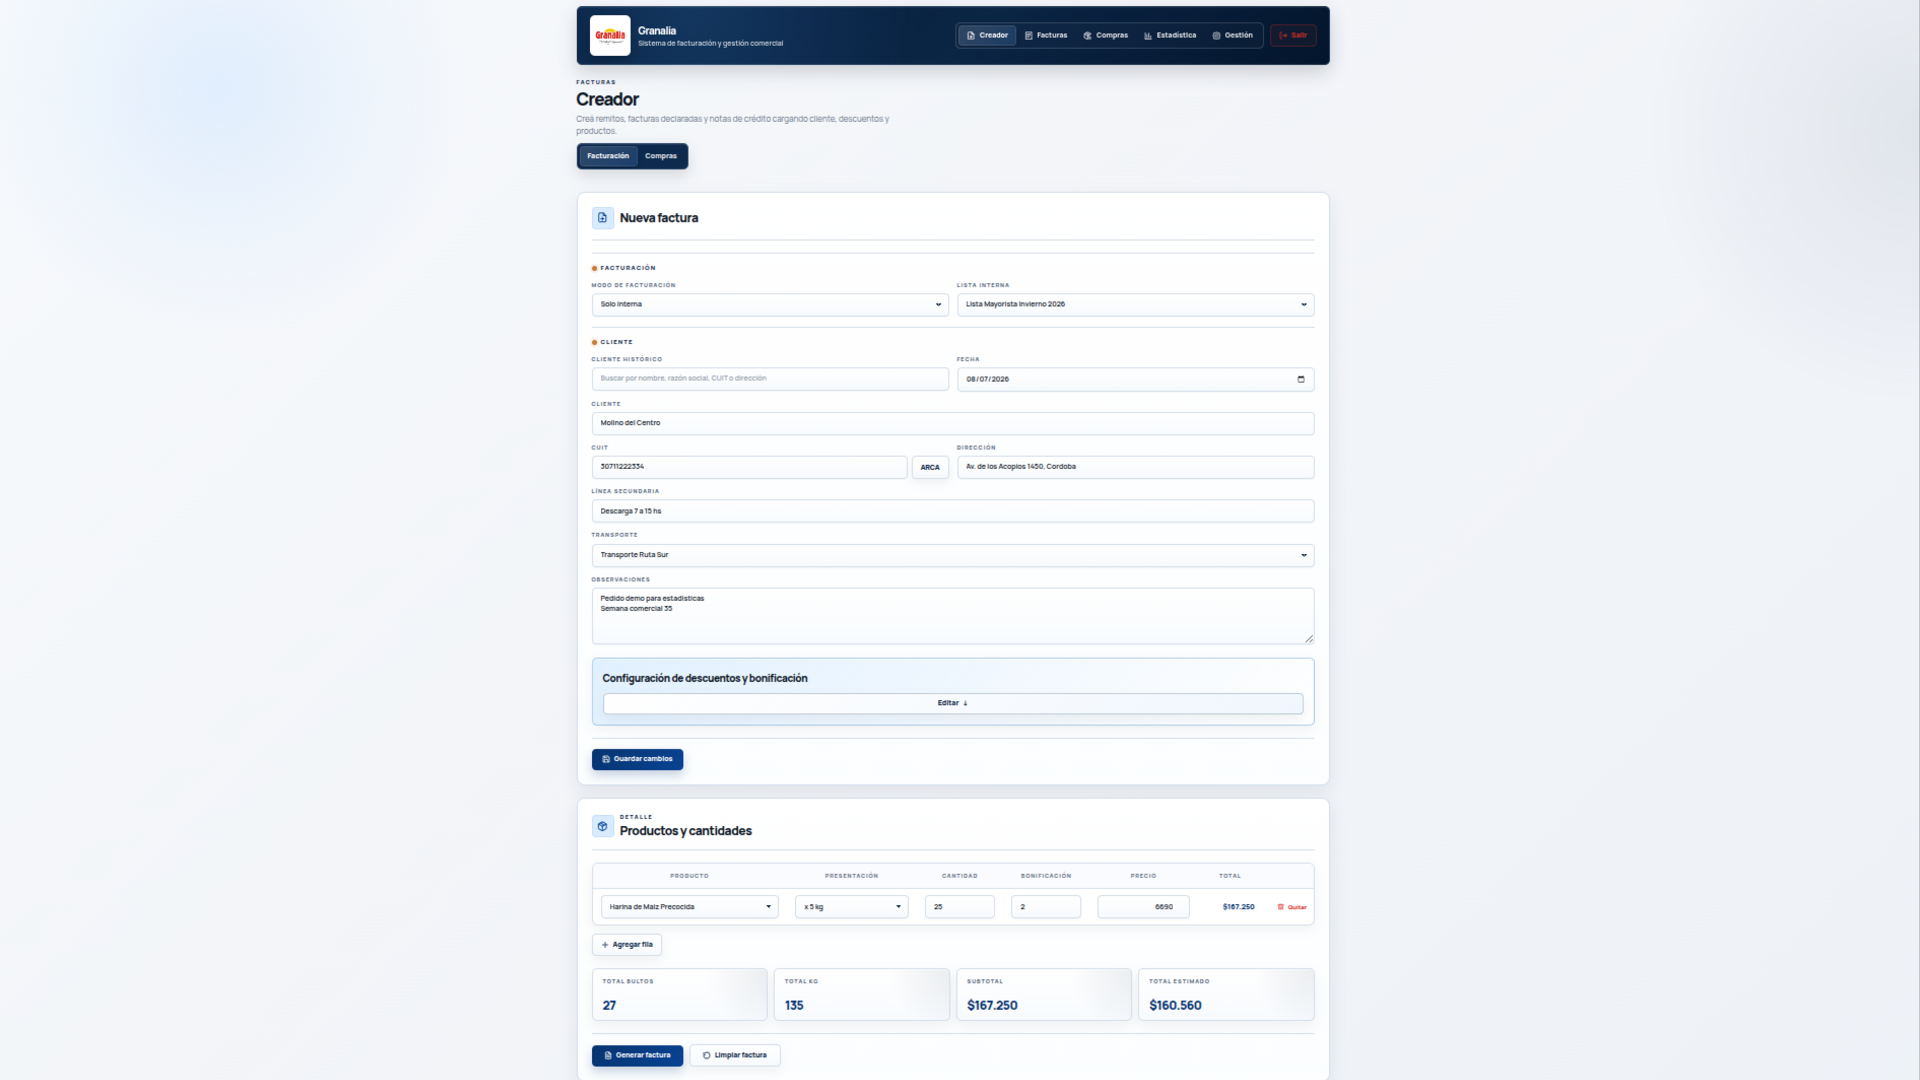 Granalia
Granalia
Sistema de facturación y gestión comercial
Creador
Facturas
Compras
Estadística
Gestión
Salir
FACTURAS
Creador
Creá remitos, facturas declaradas y notas de crédito cargando cliente, descuentos y
productos.
Facturación
Compras
Nueva factura
FACTURACIÓN
MODO DE FACTURACIÓN
LISTA INTERNA
Solo interna
Lista Mayorista Invierno 2026
CLIENTE
CLIENTE HISTÓRICO
FECHA
Buscar por nombre, razón social, CUIT o dirección
08/07/2026
CLIENTE
Molino del Centro
CUIT
DIRECCIÓN
30711222334
ARCA
Av. de los Acopios 1450, Cordoba
LÍNEA SECUNDARIA
Descarga 7 a 15 hs
TRANSPORTE
Transporte Ruta Sur
OBSERVACIONES
Pedido demo para estadisticas
Semana comercial 35
Configuración de descuentos y bonificación
Editar ↓
Guardar cambios
DETALLE
Productos y cantidades
PRODUCTO PRESENTACIÓN CANTIDAD BONIFICACIÓN PRECIO TOTAL
Harina de Maiz Precocida x 5 kg 25 2 6690 $167.250 Quitar
+ Agregar fila
TOTAL BULTOS
27
TOTAL KG
135
SUBTOTAL
$167.250
TOTAL ESTIMADO
$160.560
Generar factura
Limpiar factura